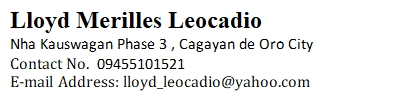 Lloyd Merilles Leocadio
Nha Kauswagan Phase 3 , Cagayan de Oro City
Contact No. 09455101521
E-mail Address: lloyd_leocadio@yahoo.com